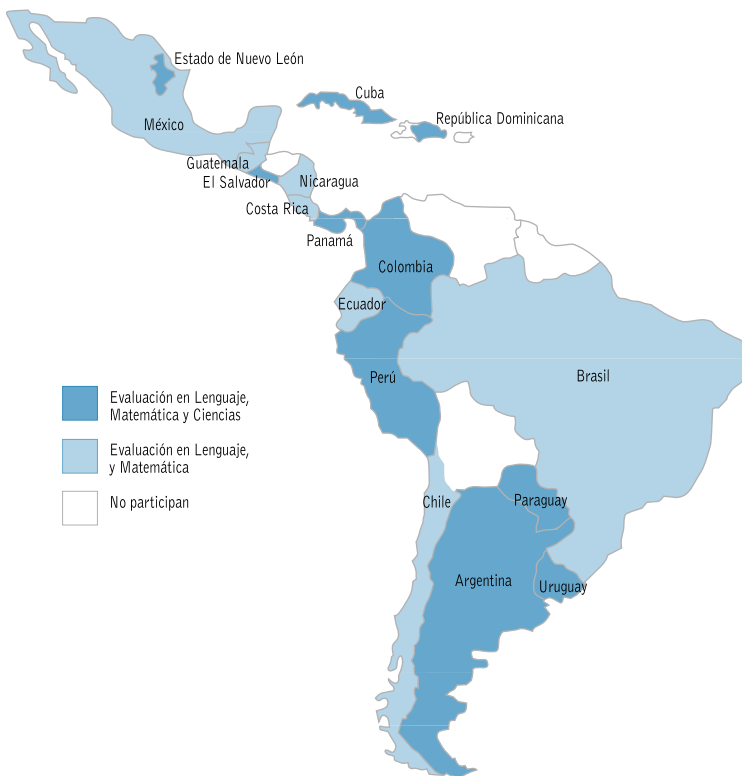 Estado de Nuevo León
Cuba
República Dominicana
México
Guatemala
El Salvador
Nicaragua
Costa Rica
Panamá
Colombia
Ecuador
Perú
Brasil
Evaluación en Lenguaje,
Matemática y Ciencias
Evaluación en Lenguaje,
y Matemática
No participan
Chile
Paraguay
Argentina
Uruguay